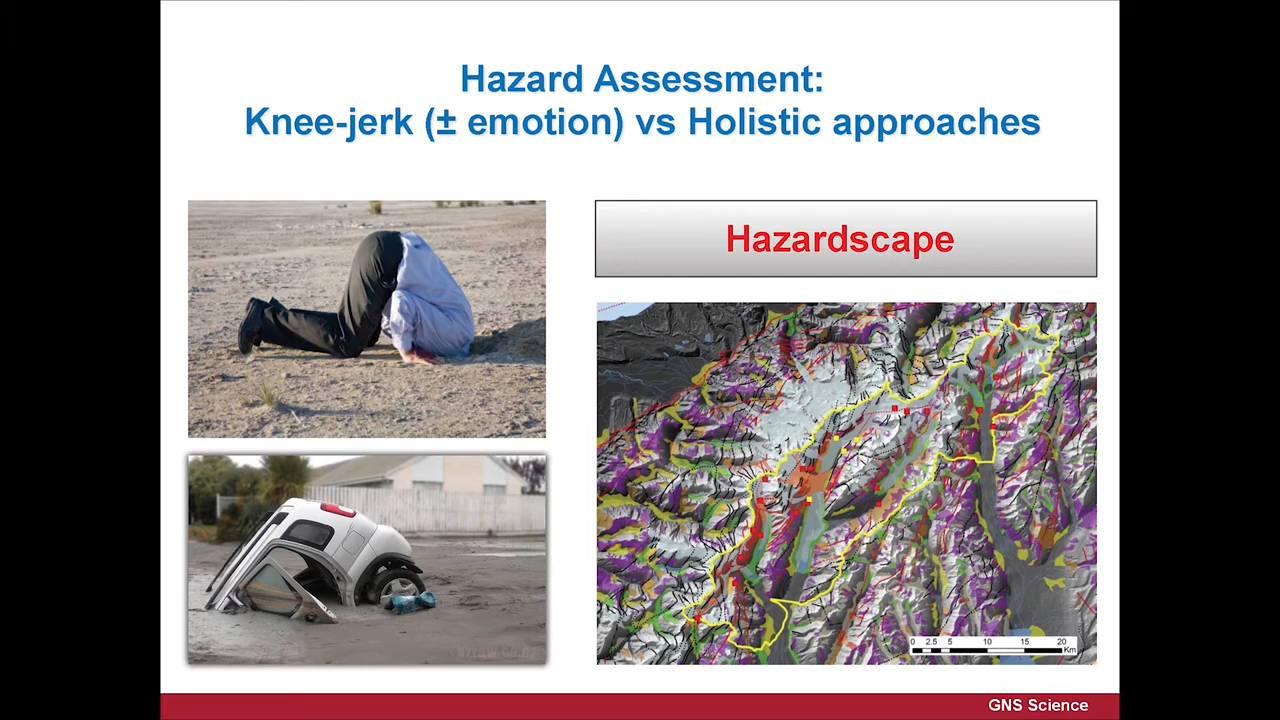 Hazard Assessment:
Knee-jerk (± emotion) vs Holistic approaches
Hazardscape
0 2.5 5 10 15 20
Km
GNS Science